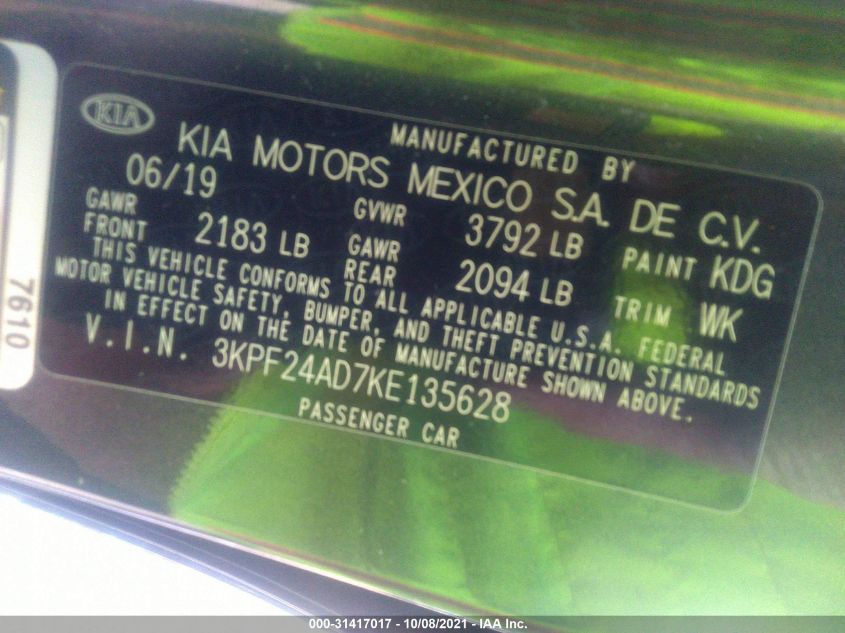 KIA
MANUFACTURED BY
KIA MOTORS MEXICO S.A. DE C.V.
06/19
GVWR 3792 LB
PAINT KDG
GAWR FRONT 2183 LB
GAWR REAR 2094 LB
TRIM WK
THIS VEHICLE CONFORMS TO ALL APPLICABLE U.S.A. FEDERAL
MOTOR VEHICLE SAFETY, BUMPER, AND THEFT PREVENTION STANDARDS
IN EFFECT ON THE DATE OF MANUFACTURE SHOWN ABOVE.
V.I.N. 3KPF24AD7KE135628
PASSENGER CAR
7610
000-31417017 - 10/08/2021 - IAA Inc.